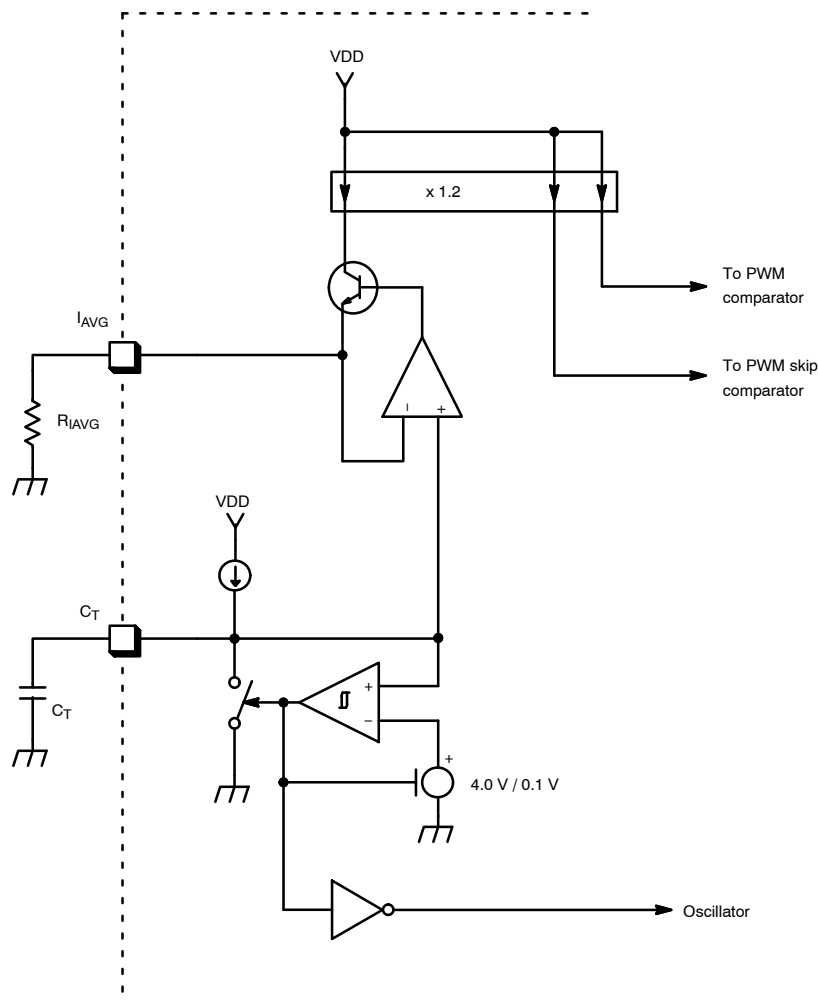 VDD
x 1.2
To PWM
comparator
IAVG
To PWM skip
comparator
– +
RIAVG
VDD
CT
+
–
CT
+
4.0 V / 0.1 V
Oscillator